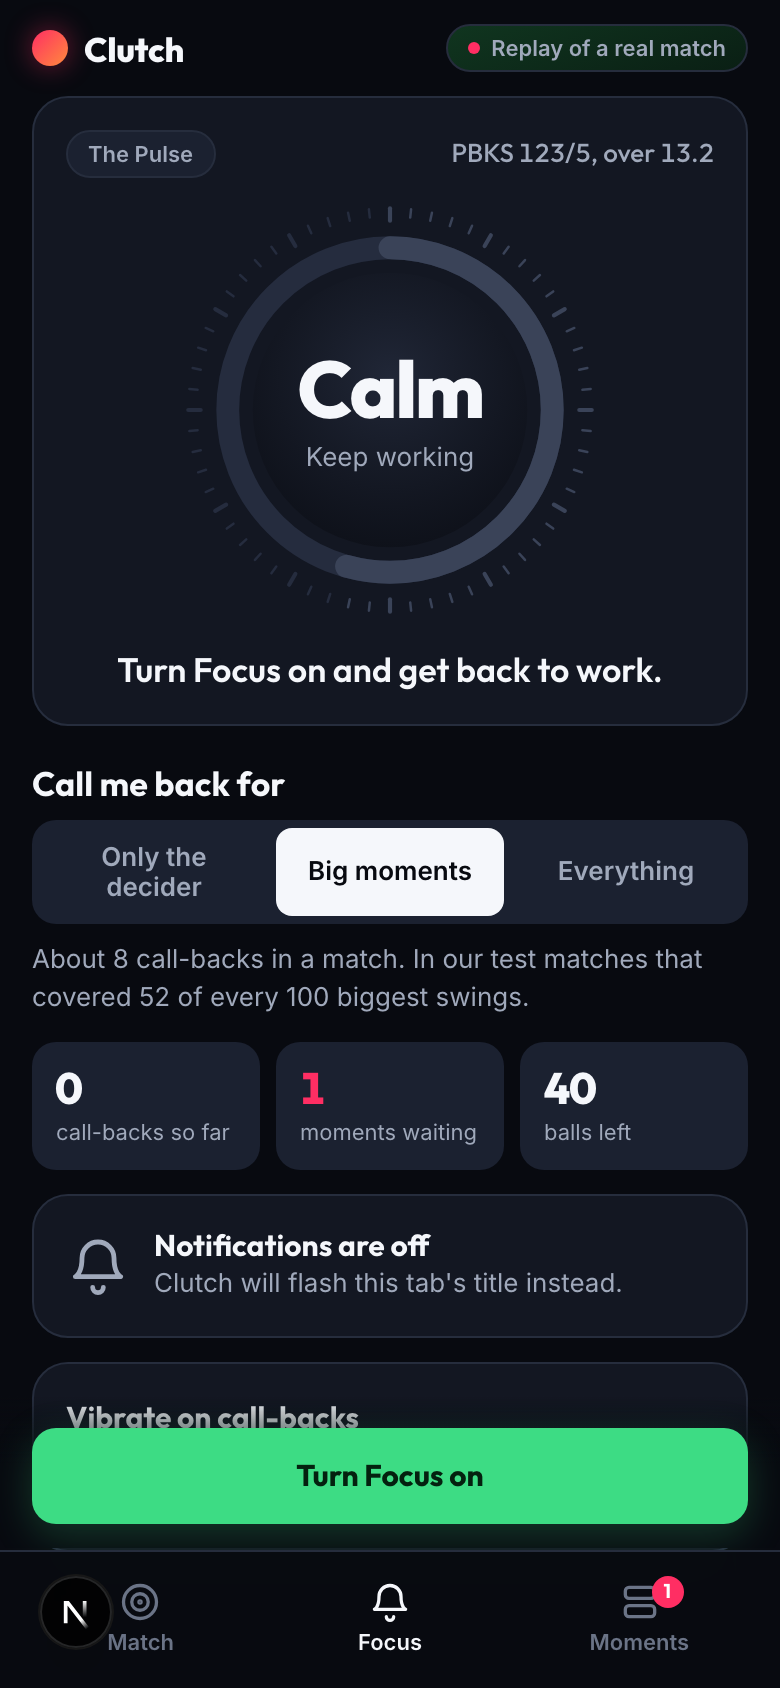 Clutch
Replay of a real match
The Pulse
PBKS 123/5, over 13.2
Calm
Keep working
Turn Focus on and get back to work.
Call me back for
Only the
decider
Big moments
Everything
About 8 call-backs in a match. In our test matches that
covered 52 of every 100 biggest swings.
0
call-backs so far
1
moments waiting
40
balls left
Notifications are off
Clutch will flash this tab's title instead.
Vibrate on call-backs
Turn Focus on
N
Match
Focus
1
Moments